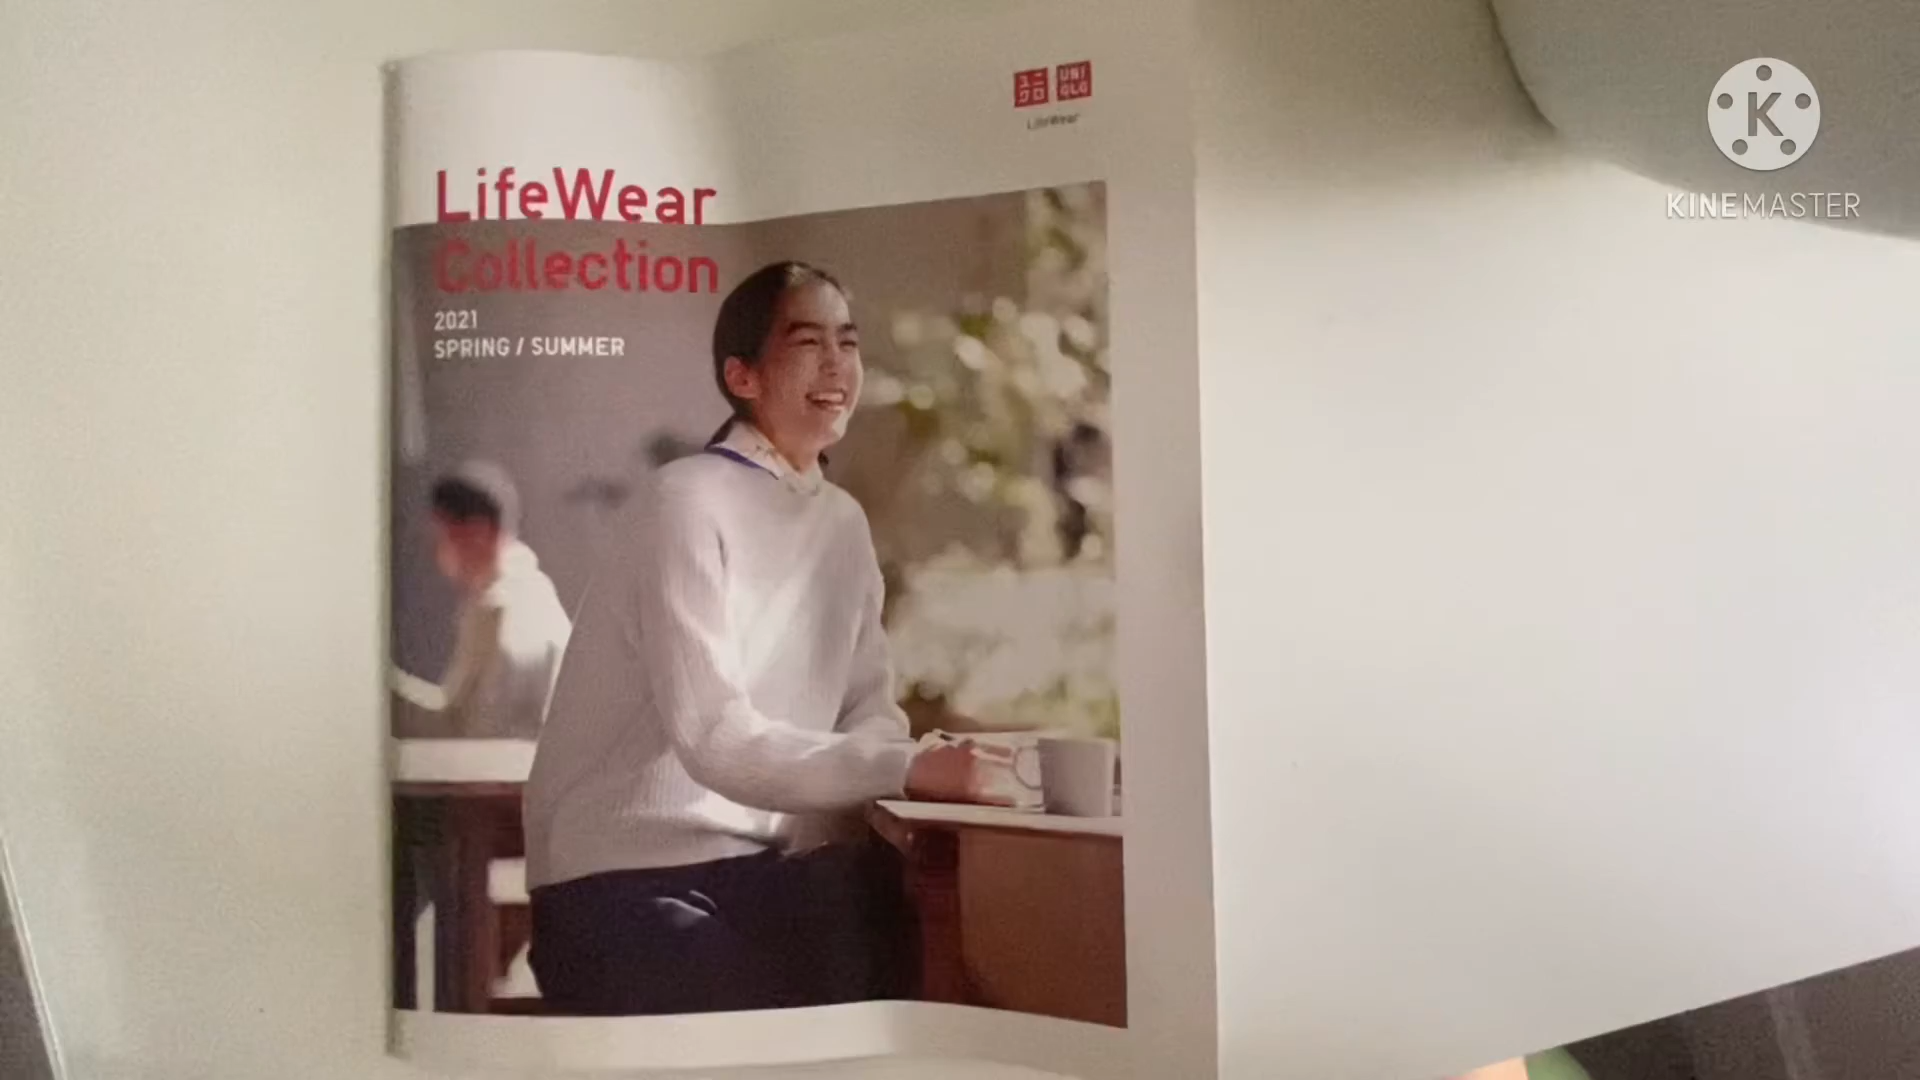 ユニ
クロ
UNI
QLO
LifeWear
LifeWear
Collection
2021
SPRING / SUMMER
K
KINEMASTER